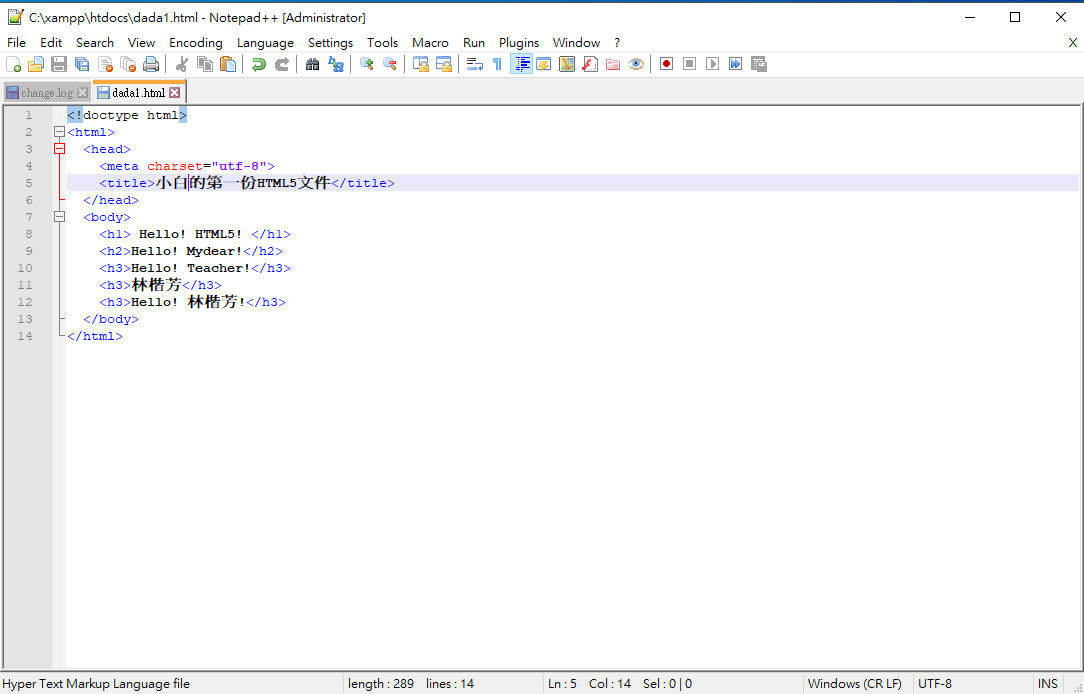 C:\xampp\htdocs\dada1.html - Notepad++ [Administrator]
File Edit Search View Encoding Language Settings Tools Macro Run Plugins Window ? X
change.log dada1.html
1 <!doctype html>
2 <html>
3 <head>
4 <meta charset="utf-8">
5 <title>小白的第一份HTML5文件</title>
6 </head>
7 <body>
8 <h1> Hello! HTML5! </h1>
9 <h2>Hello! Mydear!</h2>
10 <h3>Hello! Teacher!</h3>
11 <h3>林楷芳</h3>
12 <h3>Hello! 林楷芳!</h3>
13 </body>
14 </html>
Hyper Text Markup Language file length : 289 lines : 14 Ln : 5 Col : 14 Sel : 0 | 0 Windows (CR LF) UTF-8 INS